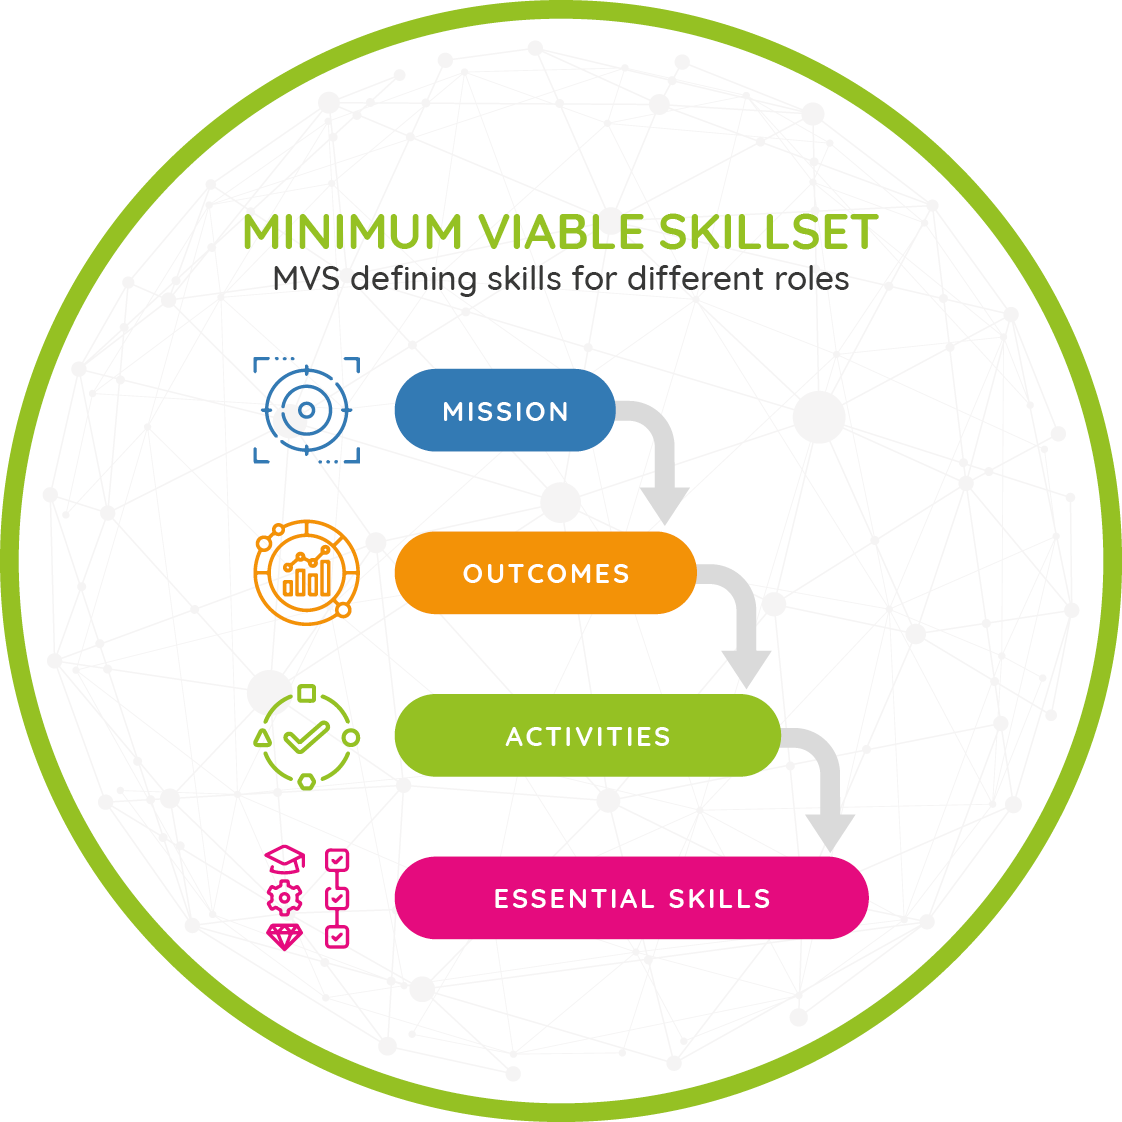 MINIMUM VIABLE SKILLSET
MVS defining skills for different roles
MISSION
OUTCOMES
ACTIVITIES
ESSENTIAL SKILLS